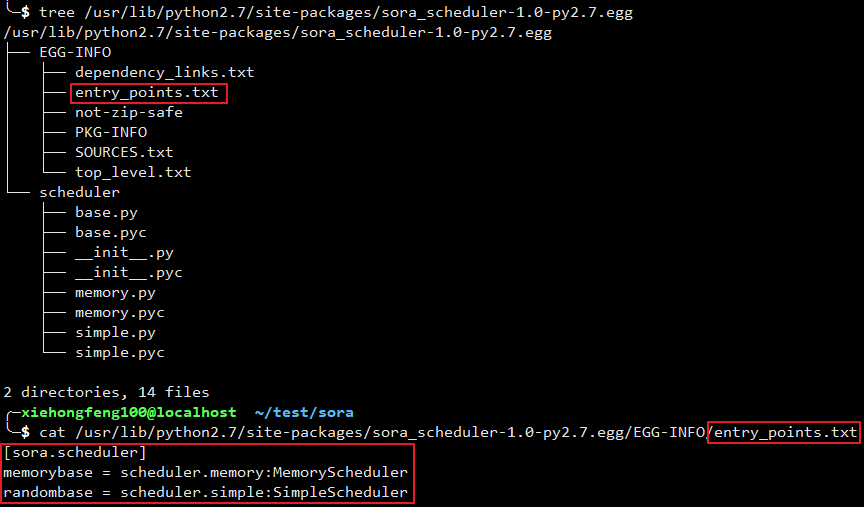 ╰─$ tree /usr/lib/python2.7/site-packages/sora_scheduler-1.0-py2.7.egg
/usr/lib/python2.7/site-packages/sora_scheduler-1.0-py2.7.egg
├── EGG-INFO
│   ├── dependency_links.txt
│   ├── entry_points.txt
│   ├── not-zip-safe
│   ├── PKG-INFO
│   ├── SOURCES.txt
│   └── top_level.txt
└── scheduler
    ├── base.py
    ├── base.pyc
    ├── __init__.py
    ├── __init__.pyc
    ├── memory.py
    ├── memory.pyc
    ├── simple.py
    └── simple.pyc
2 directories, 14 files
╭─xiehongfeng100@localhost ~/test/sora
╰─$ cat /usr/lib/python2.7/site-packages/sora_scheduler-1.0-py2.7.egg/EGG-INFO/entry_points.txt
[sora.scheduler]
memorybase = scheduler.memory:MemoryScheduler
randombase = scheduler.simple:SimpleScheduler